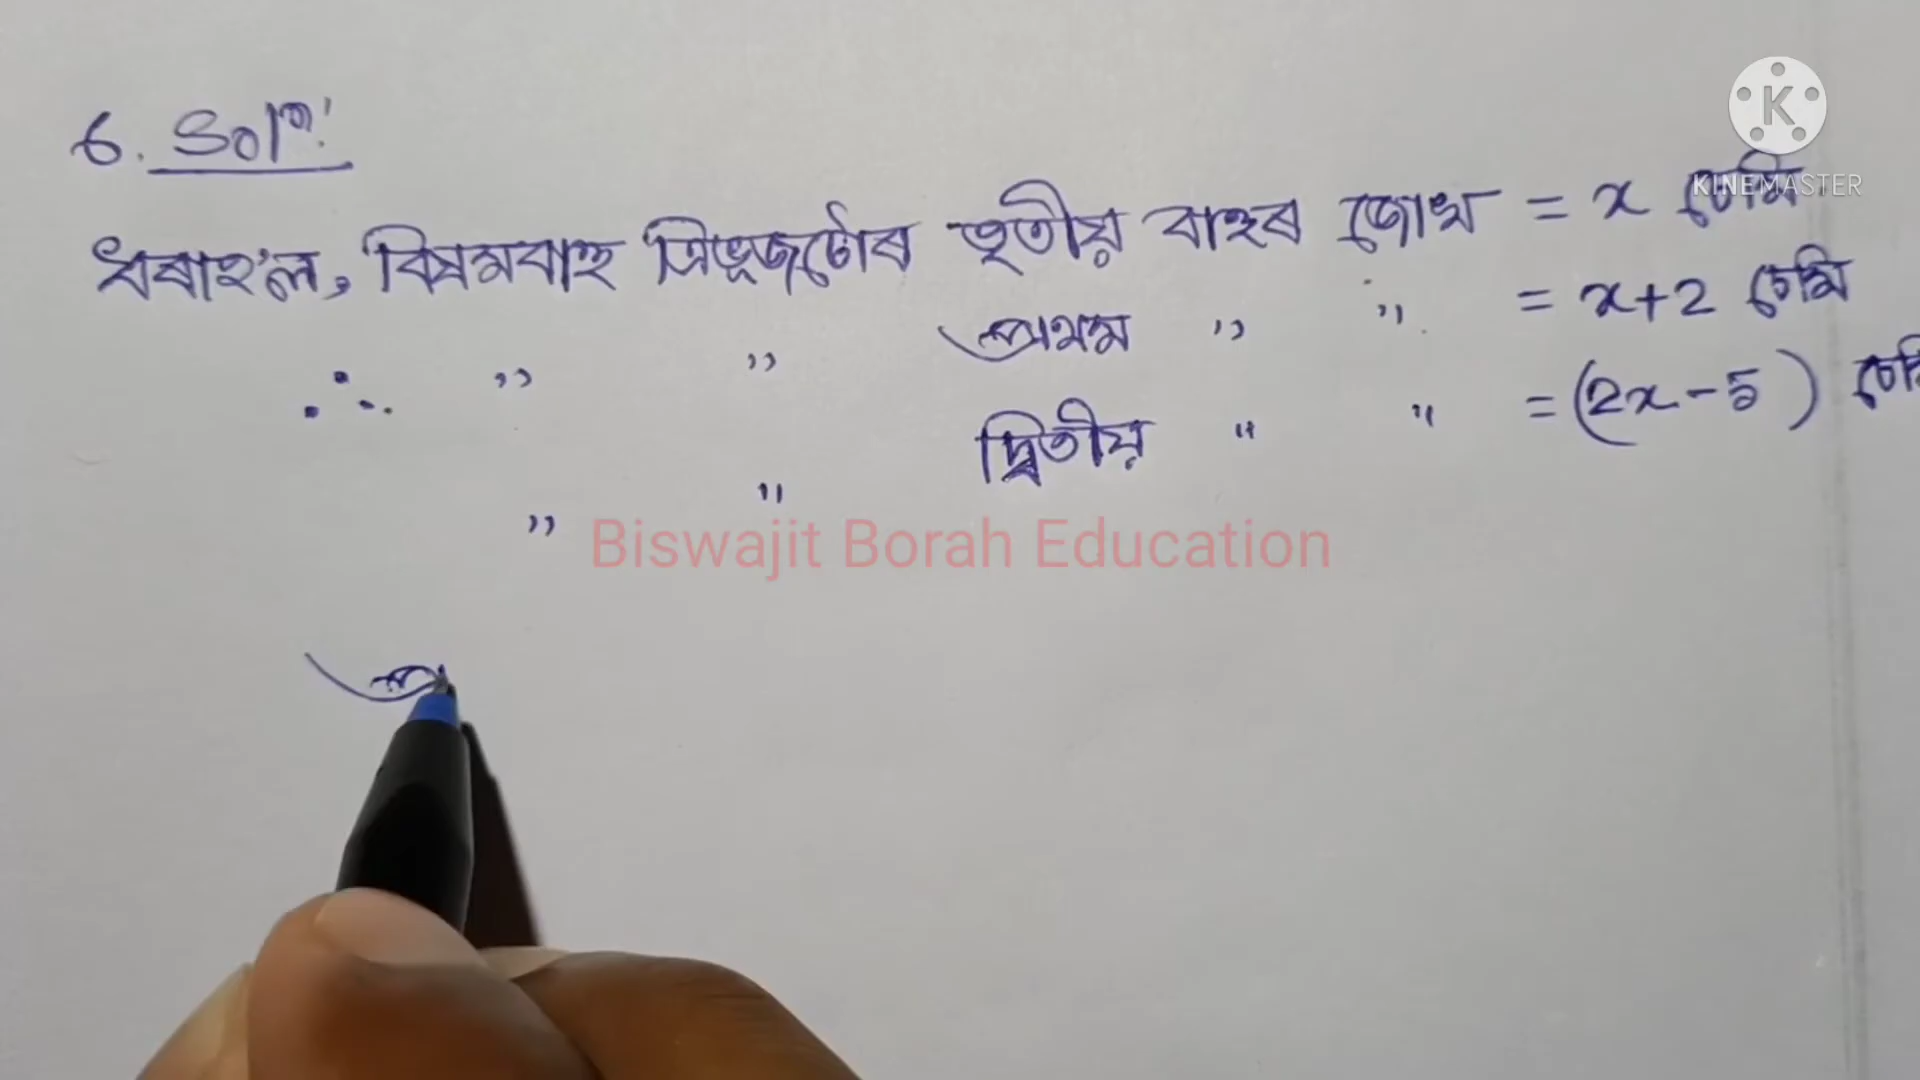 6. Solⁿ:
ধৰাহ'ল, বিষমবাহু ত্ৰিভূজটোৰ তৃতীয় বাহুৰ জোখ = x চেমি
∴ " " প্ৰথম " " = x+2 চেমি
" " দ্বিতীয় " " = (2x-5) চেমি
প্ৰ
Biswajit Borah Education
KINEMASTER